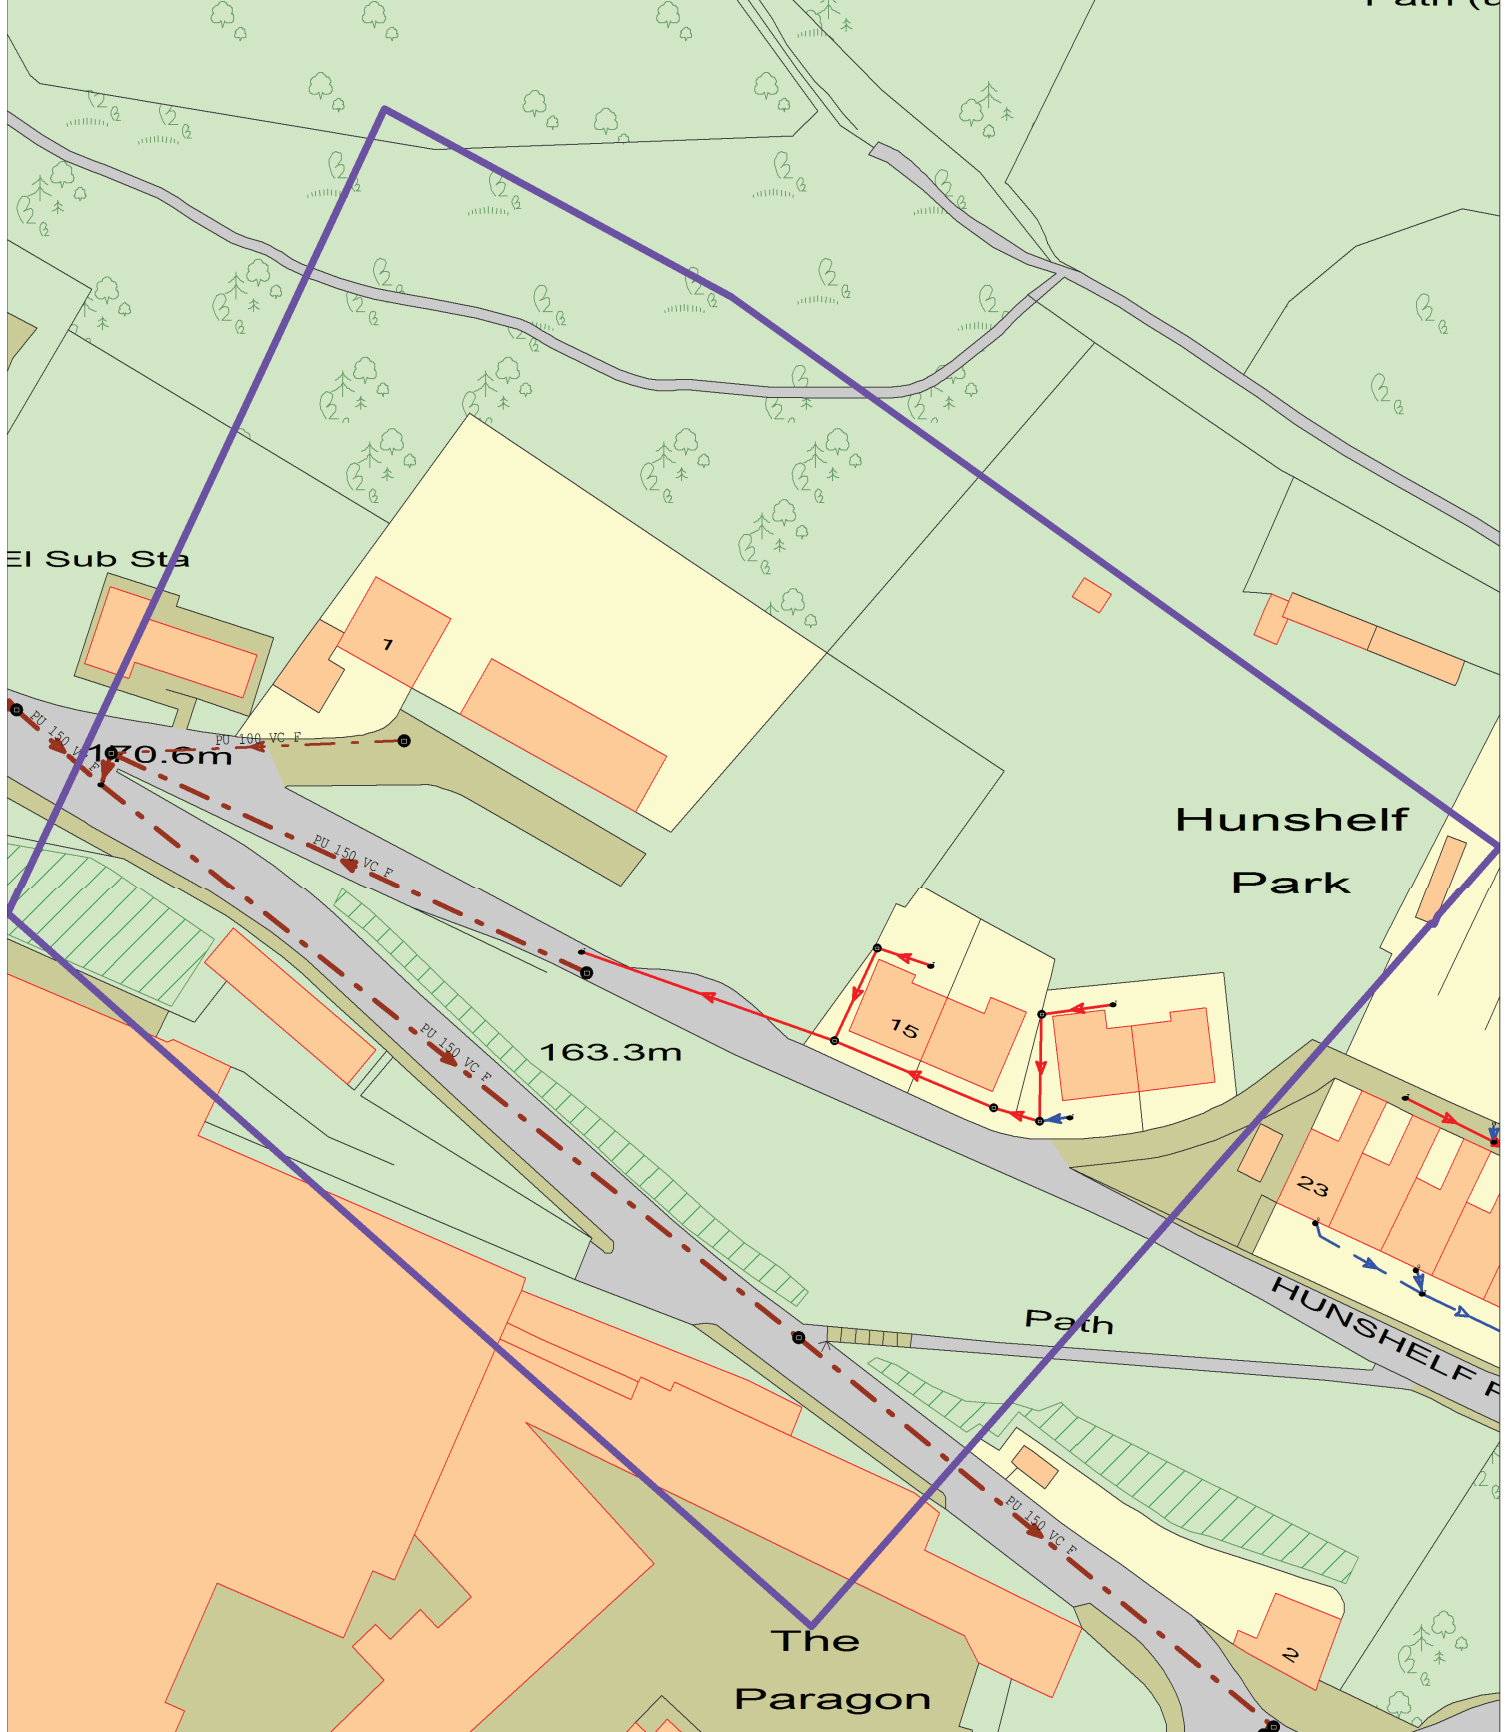 El Sub Sta
1
PU 150 VC F
PU 100 VC F
170.6m
Hunshelf
Park
PU 150 VC F
15
PU 150 VC F
163.3m
23
HUNSHELF
Path
PU 150 VC F
The
Paragon
2